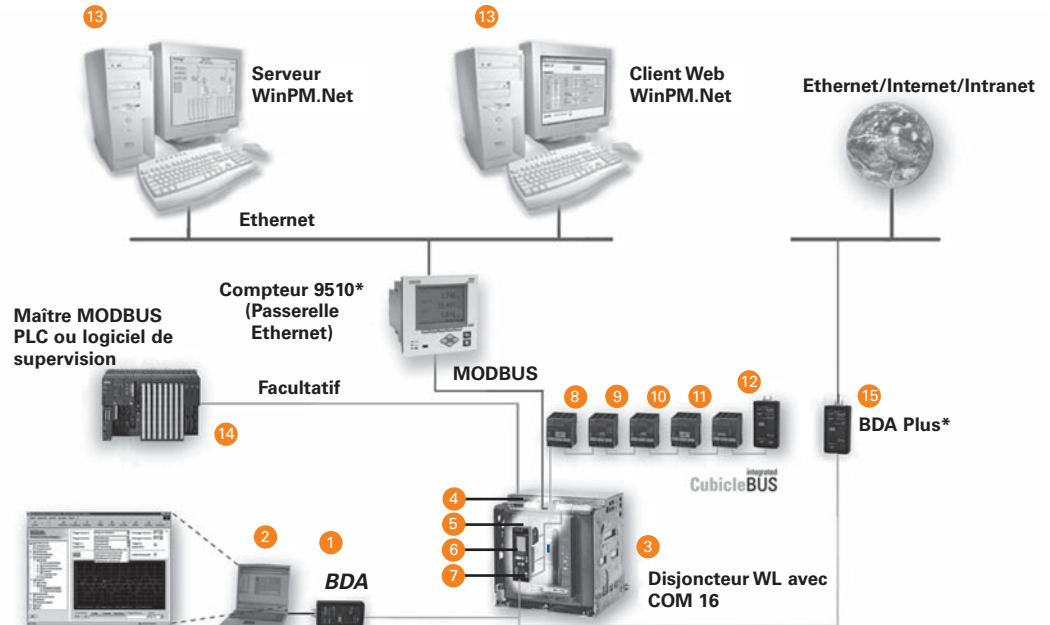 13
13
Serveur
WinPM.Net
Client Web
WinPM.Net
Ethernet/Internet/Intranet
Ethernet
Compteur 9510*
(Passerelle
Ethernet)
Maître MODBUS
PLC ou logiciel de
supervision
MODBUS
Facultatif
8
9
10
11
12
15
BDA Plus*
14
integrated
CubicleBUS
4
5
6
7
3
Disjoncteur WL avec
COM 16
2
1
BDA